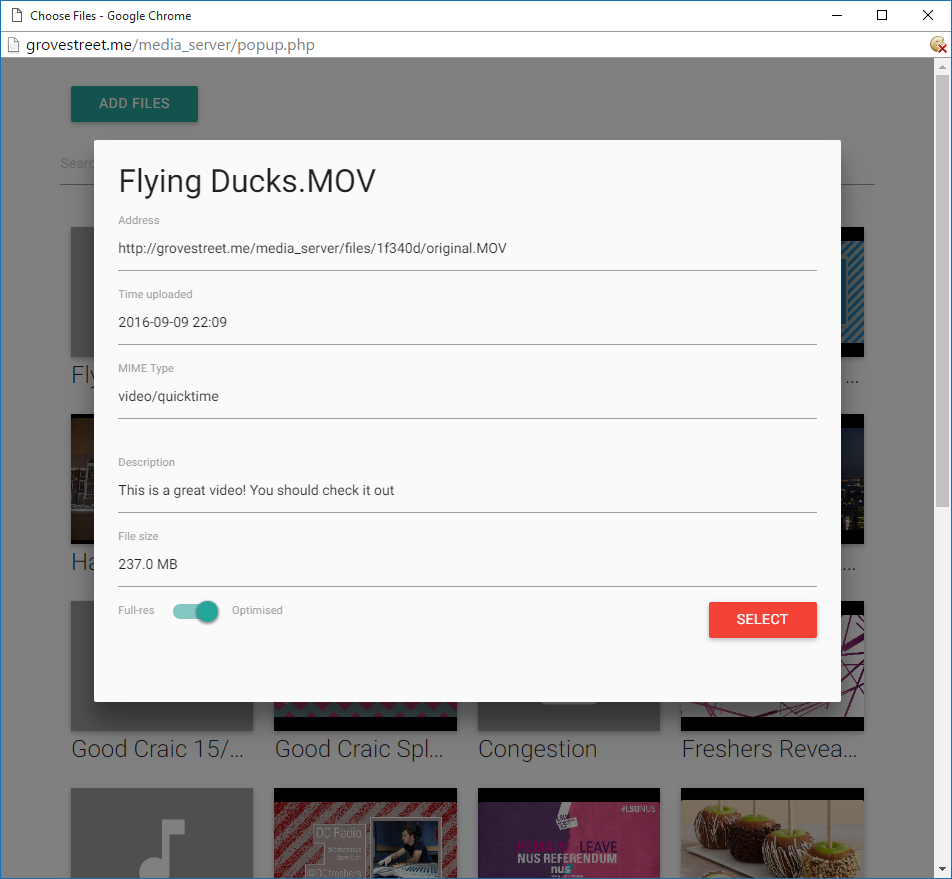 Choose Files - Google Chrome
grovestreet.me/media_server/popup.php
ADD FILES
Flying Ducks.MOV
Address
http://grovestreet.me/media_server/files/1f340d/original.MOV
Time uploaded
2016-09-09 22:09
MIME Type
video/quicktime
Description
This is a great video! You should check it out
File size
237.0 MB
Full-res Optimised
SELECT
Good Craic 15/... Good Craic Spl... Congestion Freshers Revea...
DC Radio
Wednesdays
@DCfreshers
#LSUNUS
REMAIN LEAVE
NUS REFERENDUM
nus